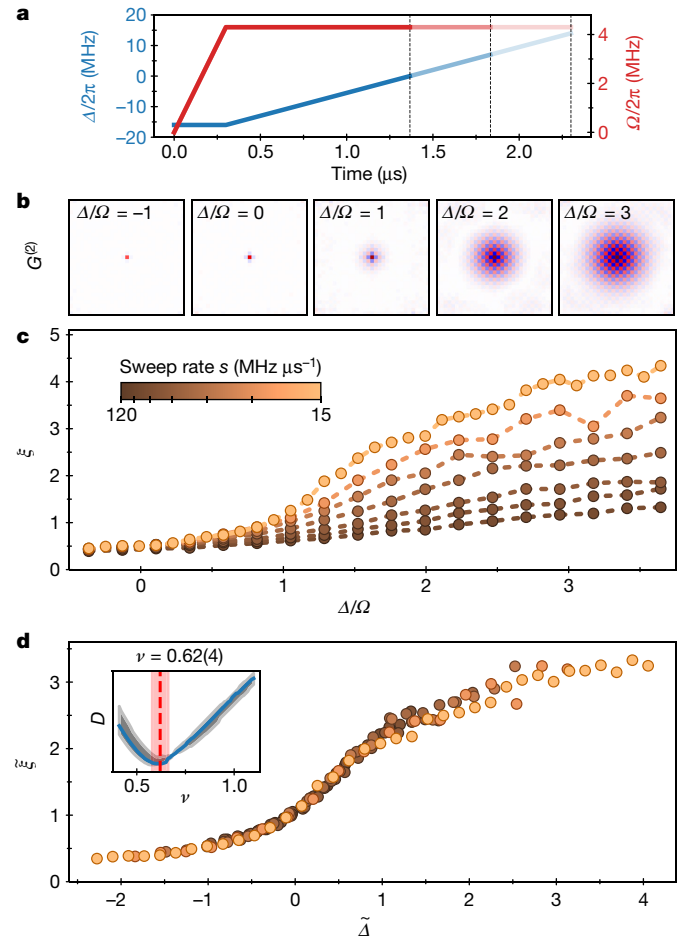 a
20
10
0
−10
−20
Δ/2π (MHz)
4
2
0
Ω/2π (MHz)
0.0 0.5 1.0 1.5 2.0
Time (μs)
b
G(2)
Δ/Ω = −1 Δ/Ω = 0 Δ/Ω = 1 Δ/Ω = 2 Δ/Ω = 3
c
5
4
3
2
1
0
ξ
Sweep rate s (MHz μs−1)
120 15
0 1 2 3
Δ/Ω
d
ν = 0.62(4)
D
0.5 1.0
ν
3
2
1
0
ξ̃
−2 −1 0 1 2 3 4
Δ̃